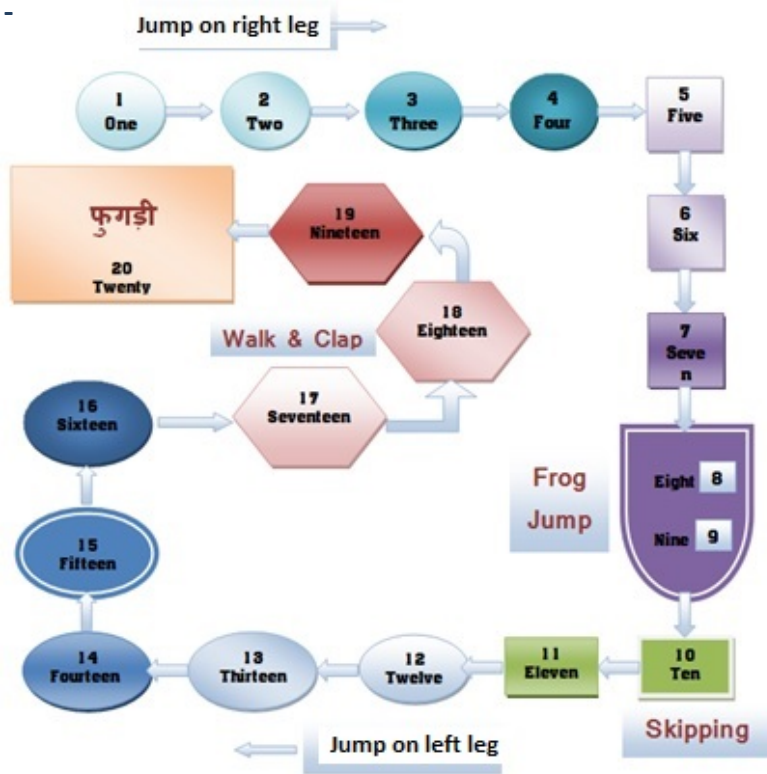 -
Jump on right leg
1
One
2
Two
3
Three
4
Four
5
Five
6
Six
7
Seve
n
Frog
Jump
Eight 8
Nine 9
10
Ten
Skipping
11
Eleven
12
Twelve
13
Thirteen
14
Fourteen
Jump on left leg
15
Fifteen
16
Sixteen
17
Seventeen
Walk & Clap
18
Eighteen
19
Nineteen
फुगड़ी
20
Twenty